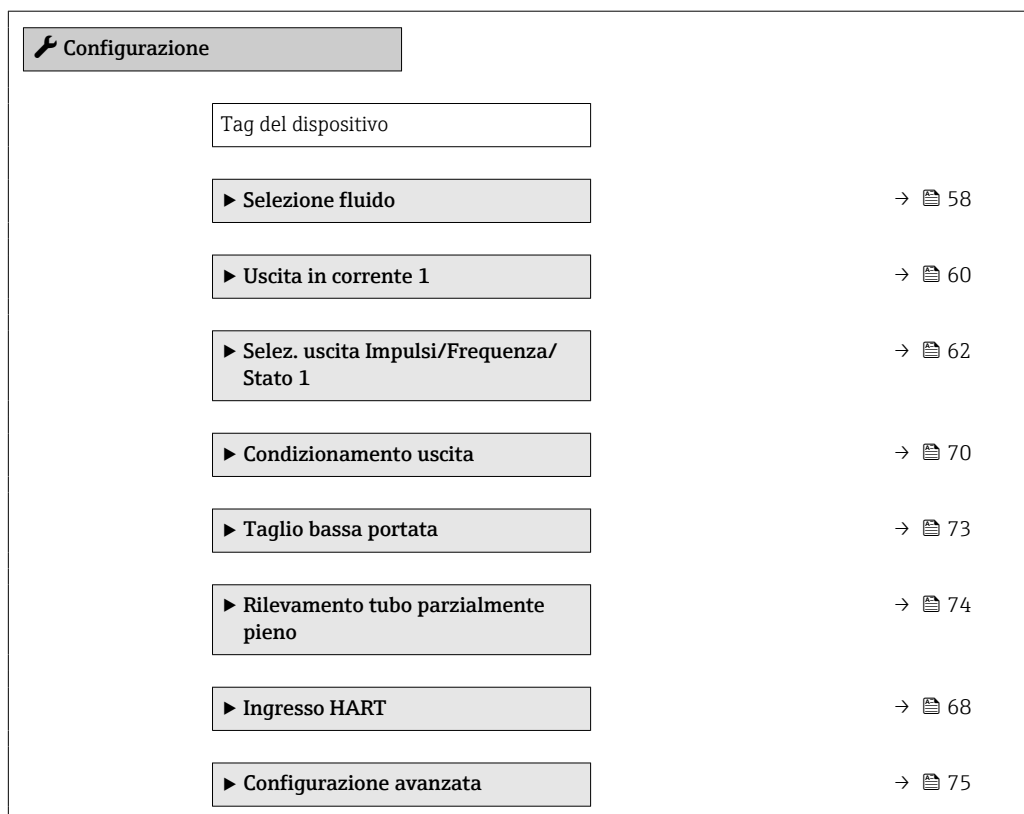 Configurazione
Tag del dispositivo
▶ Selezione fluido → 58
▶ Uscita in corrente 1 → 60
▶ Selez. uscita Impulsi/Frequenza/ → 62
Stato 1
▶ Condizionamento uscita → 70
▶ Taglio bassa portata → 73
▶ Rilevamento tubo parzialmente → 74
pieno
▶ Ingresso HART → 68
▶ Configurazione avanzata → 75